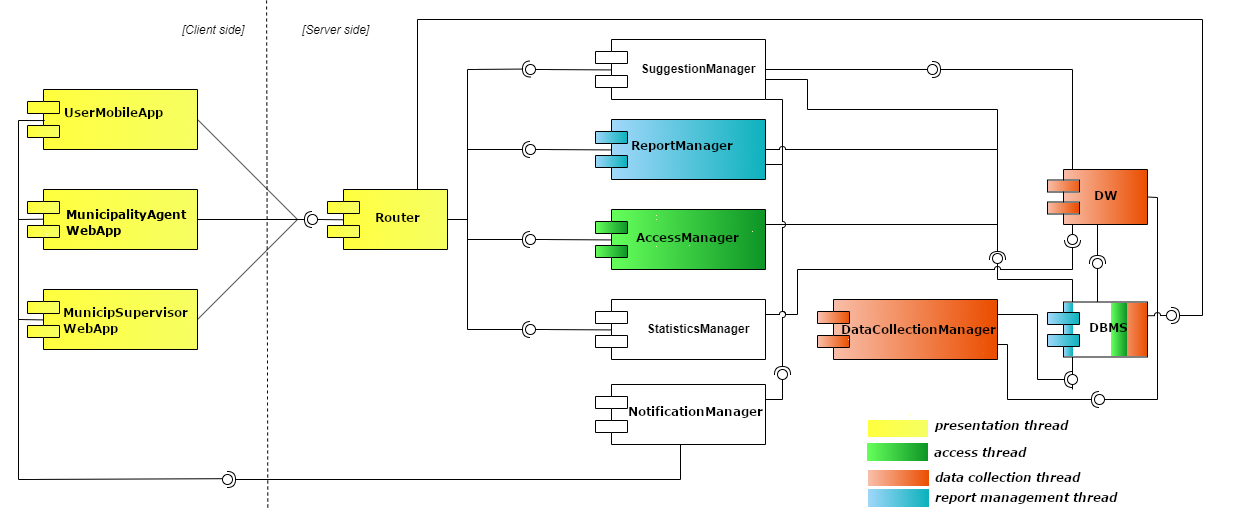 [Client side]
[Server side]
SuggestionManager
UserMobileApp
ReportManager
MunicipalityAgent
WebApp
Router
DW
AccessManager
MunicipSupervisor
WebApp
StatisticsManager
DataCollectionManager
DBMS
NotificationManager
presentation thread
access thread
data collection thread
report management thread